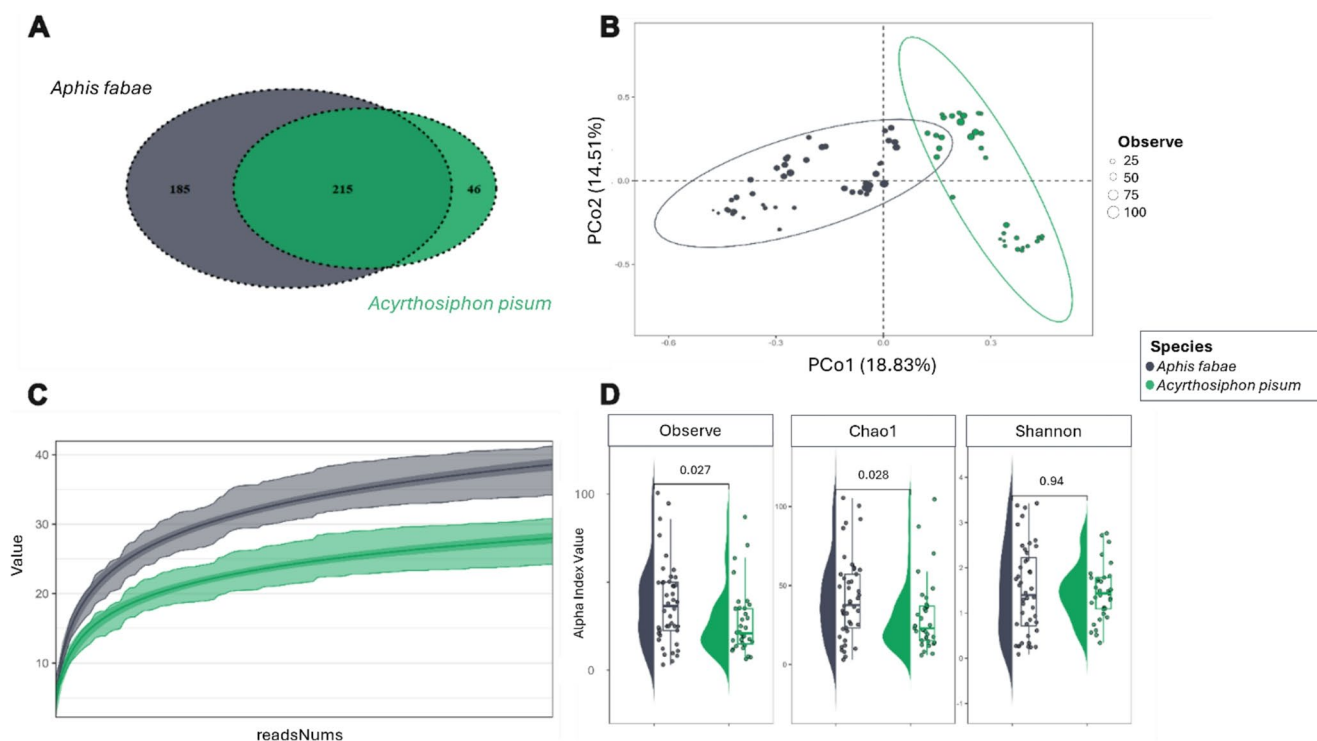 A
Aphis fabae
185
215
46
Acyrthosiphon pisum
B
PCo2 (14.51%)
0.5
0.0
-0.5
-0.6
-0.3
0.0
0.3
PCo1 (18.83%)
Observe
25
50
75
100
Species
Aphis fabae
Acyrthosiphon pisum
C
Value
40
30
20
10
readsNums
D
Alpha Index Value
Observe
0.027
100
0
Chao1
0.028
100
50
0
Shannon
0.94
4
3
2
1
0
-1